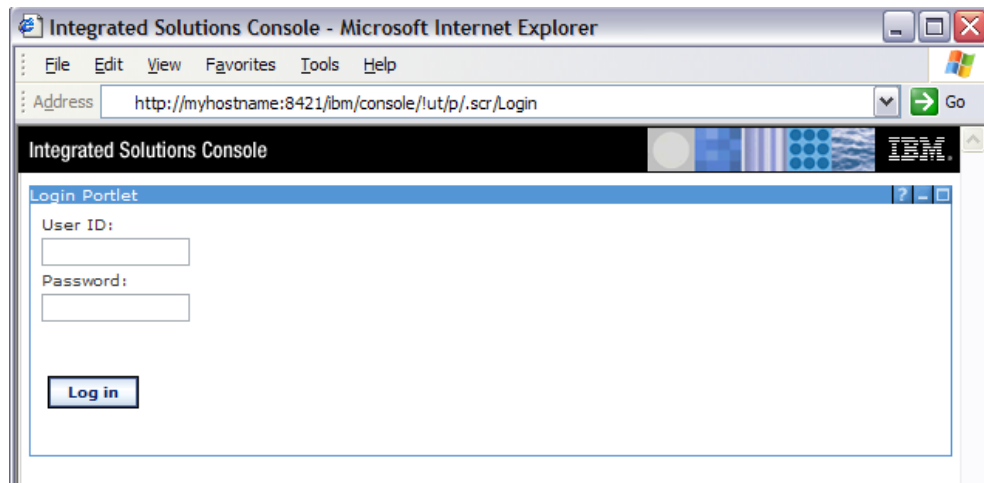 Integrated Solutions Console - Microsoft Internet Explorer
File Edit View Favorites Tools Help
Address http://myhostname:8421/ibm/console/!ut/p/.scr/Login Go
Integrated Solutions Console IBM.
Login Portlet ?
User ID:
Password:
Log in